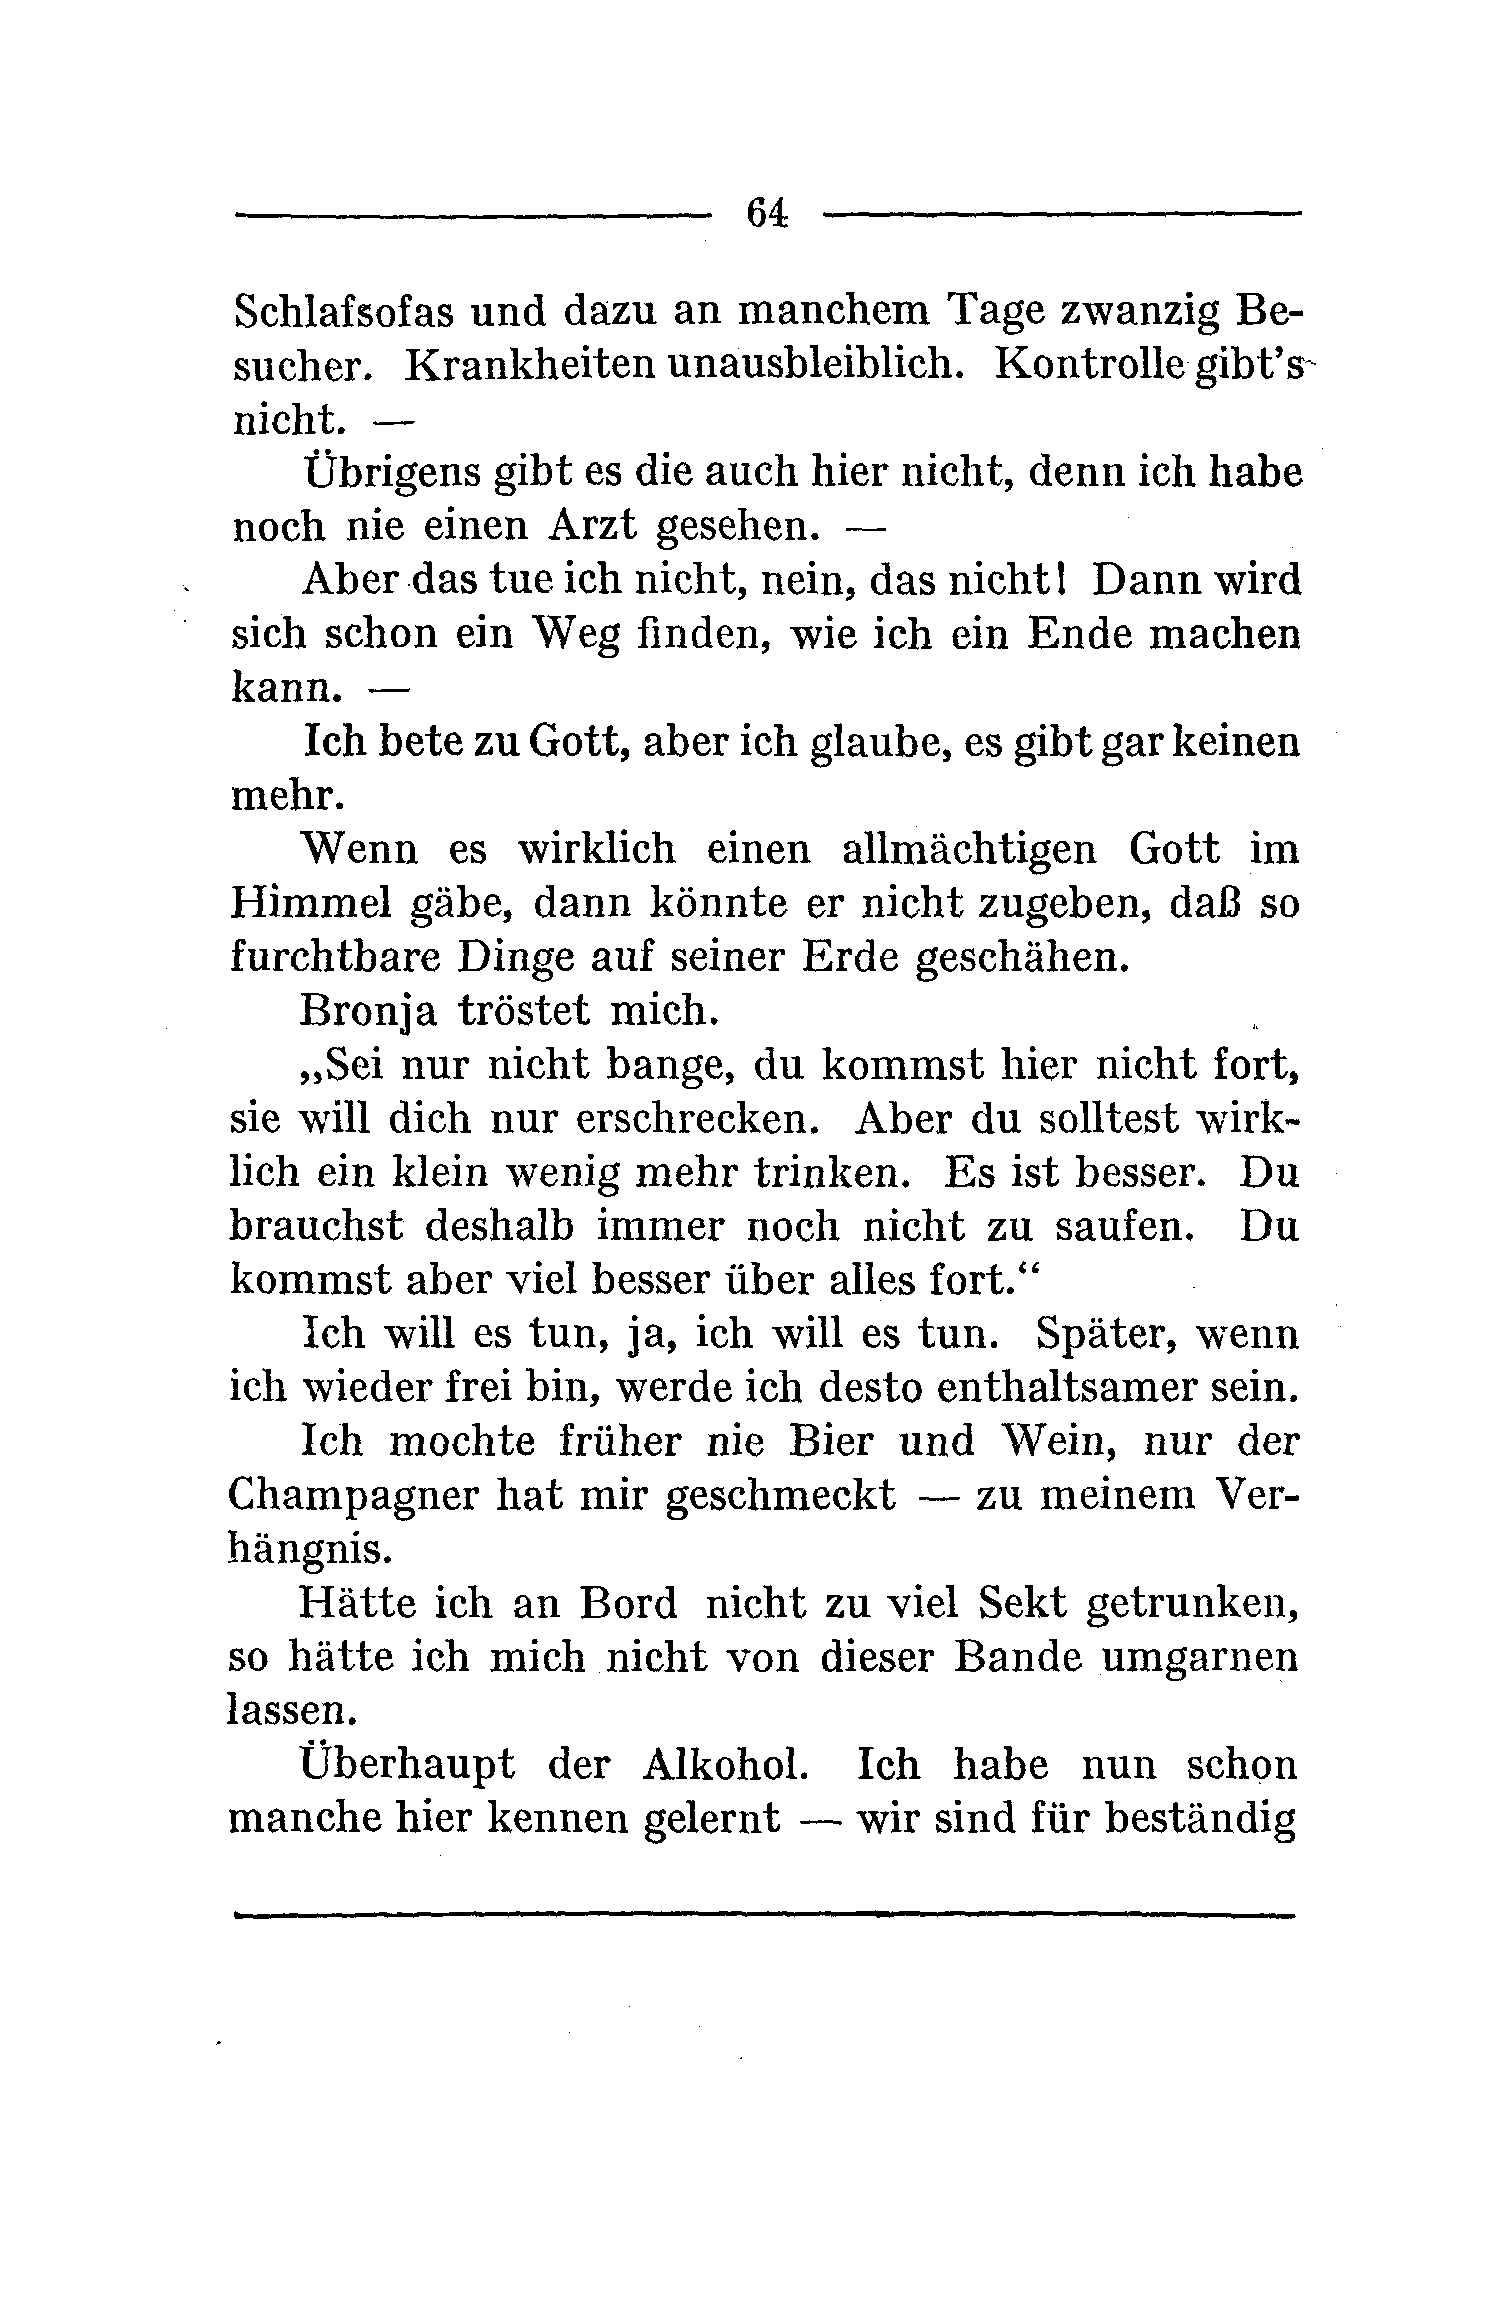 64
Schlafsofas und dazu an manchem Tage zwanzig Be-
sucher. Krankheiten unausbleiblich. Kontrolle gibt's
nicht. —
Übrigens gibt es die auch hier nicht, denn ich habe
noch nie einen Arzt gesehen. —
Aber das tue ich nicht, nein, das nicht! Dann wird
sich schon ein Weg finden, wie ich ein Ende machen
kann. —
Ich bete zu Gott, aber ich glaube, es gibt gar keinen
mehr.
Wenn es wirklich einen allmächtigen Gott im
Himmel gäbe, dann könnte er nicht zugeben, daß so
furchtbare Dinge auf seiner Erde geschähen.
Bronja tröstet mich.
„Sei nur nicht bange, du kommst hier nicht fort,
sie will dich nur erschrecken. Aber du solltest wirk-
lich ein klein wenig mehr trinken. Es ist besser. Du
brauchst deshalb immer noch nicht zu saufen. Du
kommst aber viel besser über alles fort.“
Ich will es tun, ja, ich will es tun. Später, wenn
ich wieder frei bin, werde ich desto enthaltsamer sein.
Ich mochte früher nie Bier und Wein, nur der
Champagner hat mir geschmeckt — zu meinem Ver-
hängnis.
Hätte ich an Bord nicht zu viel Sekt getrunken,
so hätte ich mich nicht von dieser Bande umgarnen
lassen.
Überhaupt der Alkohol. Ich habe nun schon
manche hier kennen gelernt — wir sind für beständig